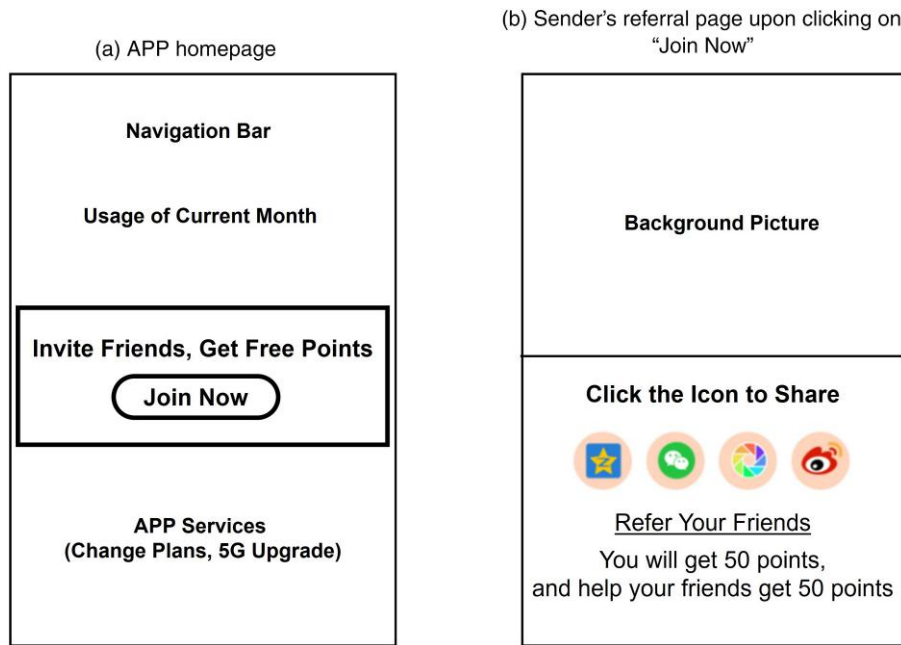 (a) APP homepage
Navigation Bar
Usage of Current Month
Invite Friends, Get Free Points
Join Now
APP Services
(Change Plans, 5G Upgrade)
(b) Sender’s referral page upon clicking on
“Join Now”
Background Picture
Click the Icon to Share
Refer Your Friends
You will get 50 points,
and help your friends get 50 points